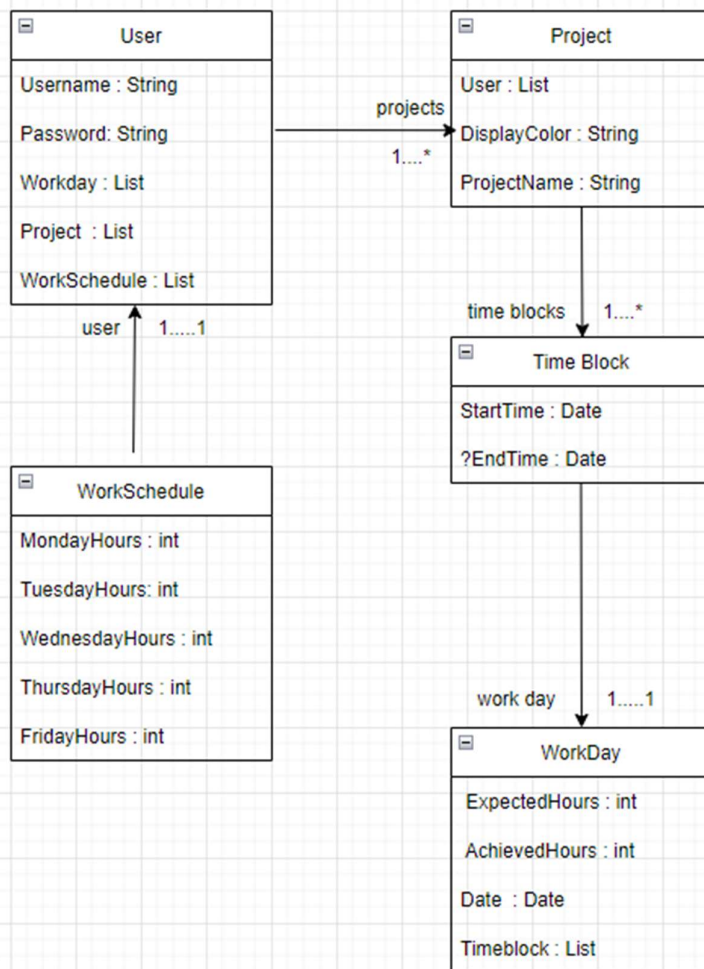 User
Username : String
Password: String
Workday : List
Project : List
WorkSchedule : List
projects
1....*
Project
User : List
DisplayColor : String
ProjectName : String
user
1.....1
time blocks
1....*
Time Block
StartTime : Date
?EndTime : Date
WorkSchedule
MondayHours : int
TuesdayHours: int
WednesdayHours : int
ThursdayHours : int
FridayHours : int
work day
1.....1
WorkDay
ExpectedHours : int
AchievedHours : int
Date : Date
Timeblock : List